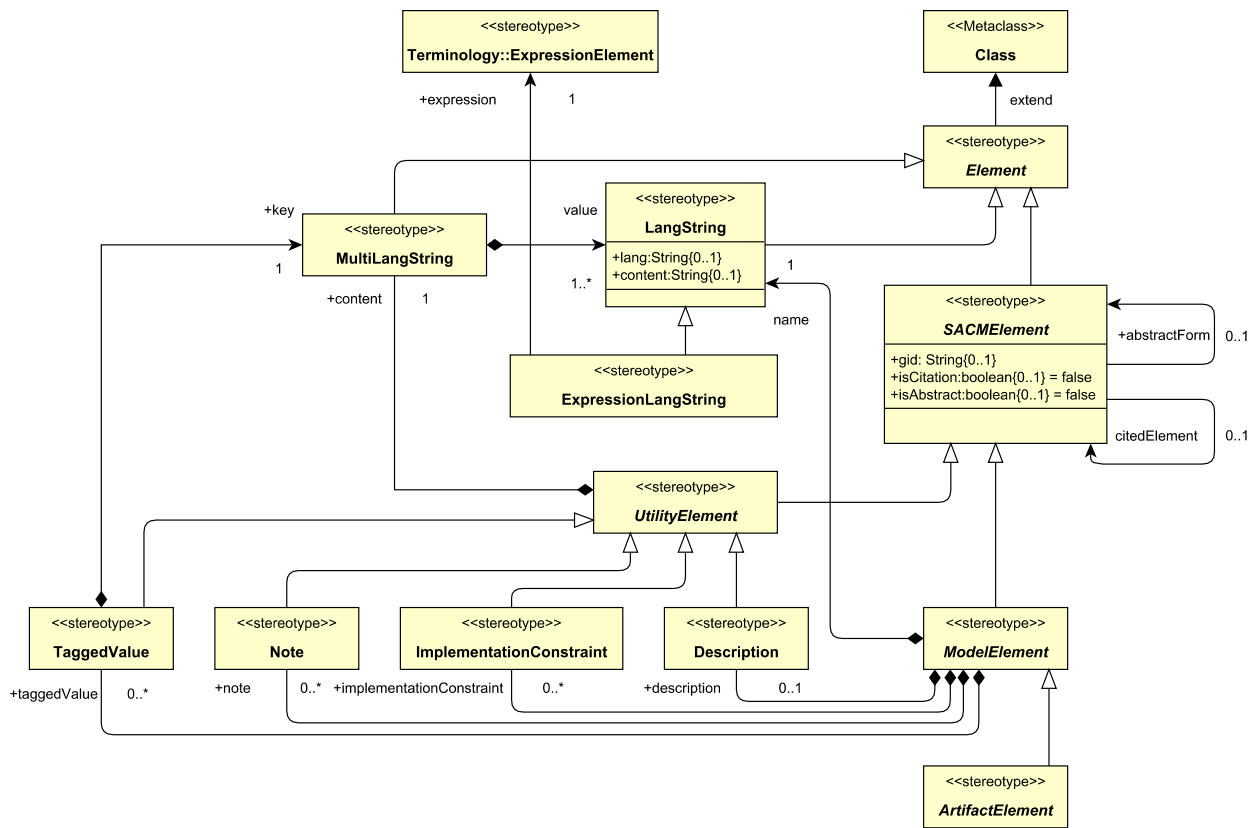 <<stereotype>>
Terminology::ExpressionElement
<<Metaclass>>
Class
+expression
1
extend
<<stereotype>>
Element
<<stereotype>>
LangString
+lang:String{0..1}
+content:String{0..1}
+key
value
<<stereotype>>
MultiLangString
1
1..*
1
+content
1
name
<<stereotype>>
SACMElement
+gid: String{0..1}
+isCitation:boolean{0..1} = false
+isAbstract:boolean{0..1} = false
+abstractForm
0..1
citedElement
0..1
<<stereotype>>
ExpressionLangString
<<stereotype>>
UtilityElement
<<stereotype>>
TaggedValue
<<stereotype>>
Note
<<stereotype>>
ImplementationConstraint
<<stereotype>>
Description
<<stereotype>>
ModelElement
+taggedValue
0..*
+note
0..*
+implementationConstraint
0..*
+description
0..1
<<stereotype>>
ArtifactElement